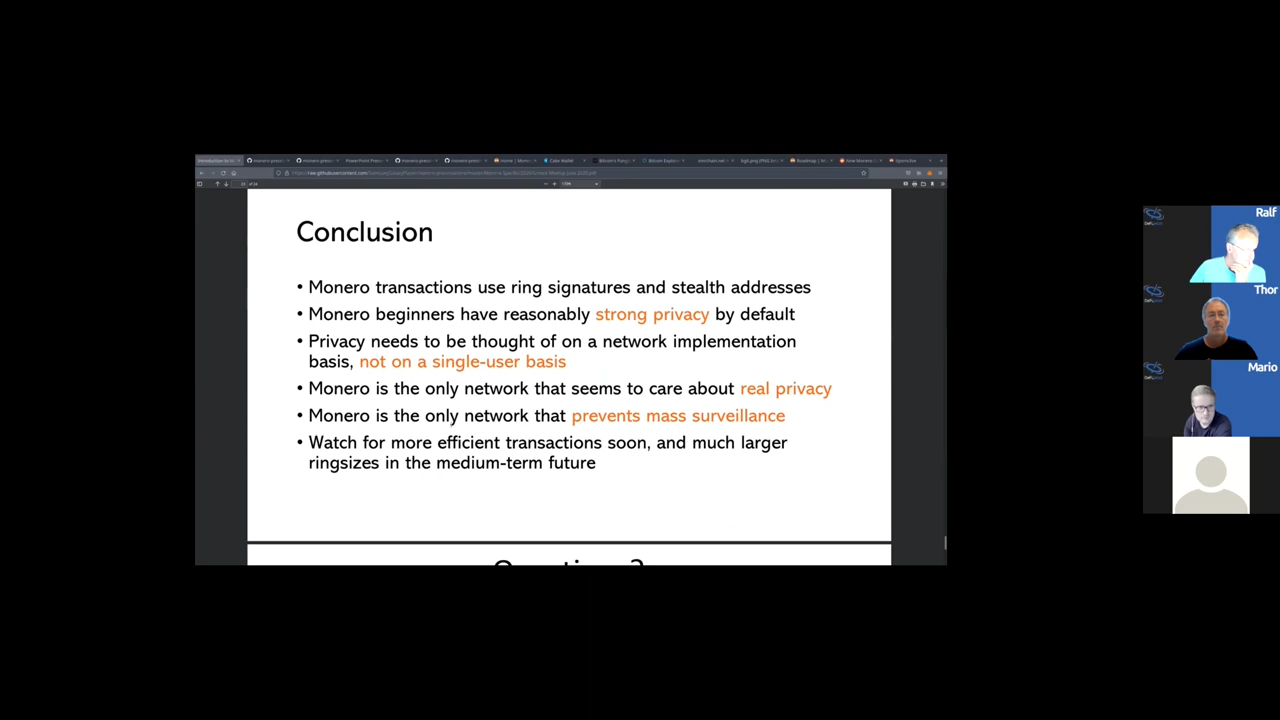 Conclusion
• Monero transactions use ring signatures and stealth addresses
• Monero beginners have reasonably strong privacy by default
• Privacy needs to be thought of on a network implementation
basis, not on a single-user basis
• Monero is the only network that seems to care about real privacy
• Monero is the only network that prevents mass surveillance
• Watch for more efficient transactions soon, and much larger
ringsizes in the medium-term future
Ralf
Thor
Mario